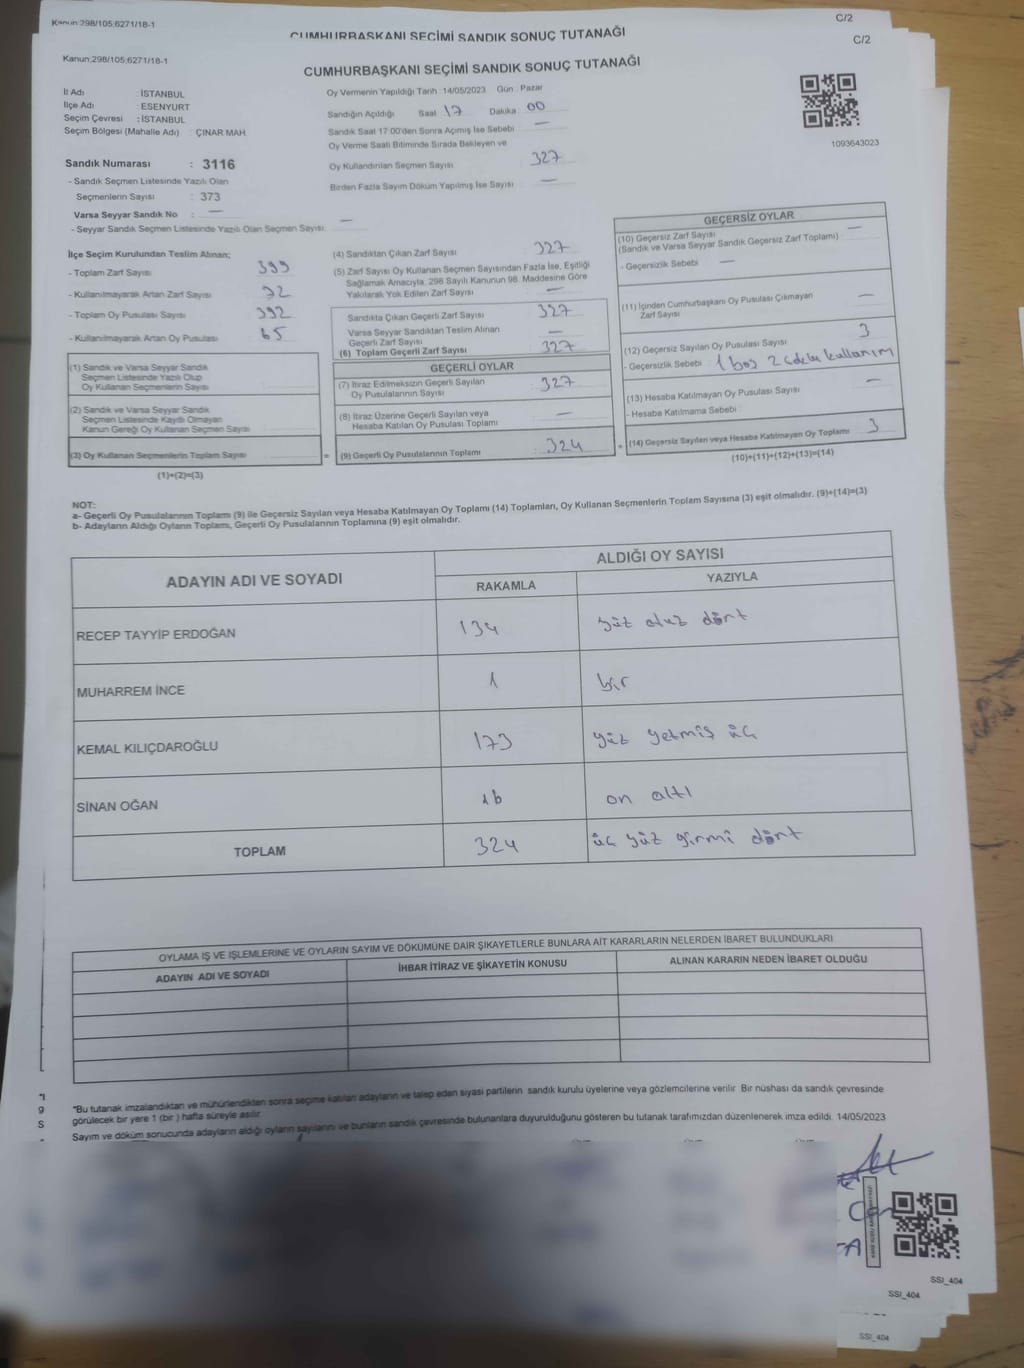 Kanun:298/105;6271/18-1
C/2
CUMHURBAŞKANI SEÇİMİ SANDIK SONUÇ TUTANAĞI
Kanun;298/105;6271/18-1
C/2
CUMHURBAŞKANI SEÇİMİ SANDIK SONUÇ TUTANAĞI
İl Adı : İSTANBUL
İlçe Adı : ESENYURT
Seçim Çevresi : İSTANBUL
Seçim Bölgesi (Mahalle Adı) : ÇINAR MAH.
Sandık Numarası : 3116
- Sandık Seçmen Listesinde Yazılı Olan
Seçmenlerin Sayısı : 373
Varsa Seyyar Sandık No : —
- Seyyar Sandık Seçmen Listesinde Yazılı Olan Seçmen Sayısı: —
Oy Vermenin Yapıldığı Tarih :14/05/2023 Gün : Pazar
Sandığın Açıldığı Saat 17 Dakika : 00
Sandık Saat 17:00'den Sonra Açımış İse Sebebi : —
Oy Verme Saati Bitiminde Sırada Bekleyen ve
Oy Kullandırılan Seçmen Sayısı : 327
Birden Fazla Sayım Döküm Yapılmış İse Sayısı : —
1093643023
İlçe Seçim Kurulundan Teslim Alınan;
- Toplam Zarf Sayısı : 399
- Kullanılmayarak Artan Zarf Sayısı : 72
- Toplam Oy Pusulası Sayısı : 392
- Kullanılmayarak Artan Oy Pusulası : 65
(1) Sandık ve Varsa Seyyar Sandık
Seçmen Listesinde Yazılı Olup
Oy Kullanan Seçmenlerin Sayısı :
(2) Sandık ve Varsa Seyyar Sandık
Seçmen Listesinde Kayıtlı Olmayan
Kanun Gereği Oy Kullanan Seçmen Sayısı :
(3) Oy Kullanan Seçmenlerin Toplam Sayısı :
(1)+(2)=(3)
(4) Sandıktan Çıkan Zarf Sayısı : 327
(5) Zarf Sayısı Oy Kullanan Seçmen Sayısından Fazla İse, Eşitliği
Sağlamak Amacıyla, 298 Sayılı Kanunun 98. Maddesine Göre
Yakılarak Yok Edilen Zarf Sayısı : —
Sandıkta Çıkan Geçerli Zarf Sayısı : 327
Varsa Seyyar Sandıktan Teslim Alınan
Geçerli Zarf Sayısı : —
(6) Toplam Geçerli Zarf Sayısı : 327
GEÇERLİ OYLAR
(7) İtiraz Edilmeksizin Geçerli Sayılan
Oy Pusulalarının Sayısı : 327
(8) İtiraz Üzerine Geçerli Sayılan veya
Hesaba Katılan Oy Pusulası Toplamı : —
= (9) Geçerli Oy Pusulalarının Toplamı : 324
GEÇERSİZ OYLAR
(10) Geçersiz Zarf Sayısı —
(Sandık ve Varsa Seyyar Sandık Geçersiz Zarf Toplamı) :
- Geçersizlik Sebebi : —
(11) İçinden Cumhurbaşkanı Oy Pusulası Çıkmayan
Zarf Sayısı : —
(12) Geçersiz Sayılan Oy Pusulası Sayısı : 3
- Geçersizlik Sebebi : 1 boş 2 kullanım
(13) Hesaba Katılmayan Oy Pusulası Sayısı : —
- Hesaba Katılmama Sebebi :
+ (14) Geçersiz Sayılan veya Hesaba Katılmayan Oy Toplamı : 3
(10)+(11)+(12)+(13)=(14)
NOT:
a- Geçerli Oy Pusulalarının Toplamı (9) ile Geçersiz Sayılan veya Hesaba Katılmayan Oy Toplamı (14) Toplamları, Oy Kullanan Seçmenlerin Toplam Sayısına (3) eşit olmalıdır. (9)+(14)=(3)
b- Adayların Aldığı Oyların Toplamı, Geçerli Oy Pusulalarının Toplamına (9) eşit olmalıdır.
ADAYIN ADI VE SOYADI
ALDIĞI OY SAYISI
RAKAMLA YAZIYLA
RECEP TAYYİP ERDOĞAN 134 yüz otuz dört
MUHARREM İNCE 1 bir
KEMAL KILIÇDAROĞLU 173 yüz yetmiş üç
SİNAN OĞAN 16 on altı
TOPLAM 324 üç yüz yirmi dört
OYLAMA İŞ VE İŞLEMLERİNE VE OYLARIN SAYIM VE DÖKÜMÜNE DAİR ŞİKAYETLERLE BUNLARA AİT KARARLARIN NELERDEN İBARET BULUNDUKLARI
ADAYIN ADI VE SOYADI İHBAR İTİRAZ VE ŞİKAYETİN KONUSU ALINAN KARARIN NEDEN İBARET OLDUĞU
"Bu tutanak imzalandıktan ve mühürlendikten sonra seçime katılan adayların ve talep eden siyasi partilerin sandık kurulu üyelerine veya gözlemcilerine verilir. Bir nüshası da sandık çevresinde
görülecek bir yere 1 (bir ) hafta süreyle asılır.
Sayım ve döküm sonucunda adayların aldığı oyların sayılarını ve bunların sandık çevresinde bulunanlara duyurulduğunu gösteren bu tutanak tarafımızdan düzenlenerek imza edildi. 14/05/2023
SSI_404
SSI_404
SSI_404